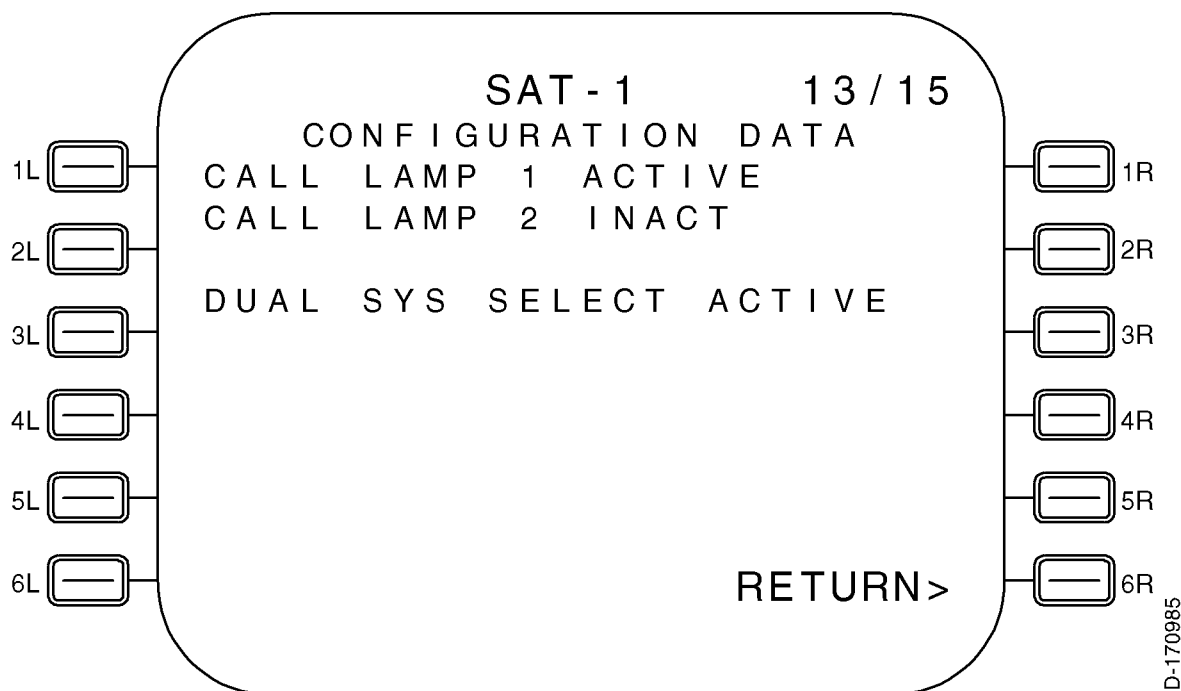 SAT-1 13/15
CONFIGURATION DATA
1L CALL LAMP 1 ACTIVE 1R
CALL LAMP 2 INACT
2L 2R
DUAL SYS SELECT ACTIVE
3L 3R
4L 4R
5L 5R
6L RETURN> 6R
D-170985